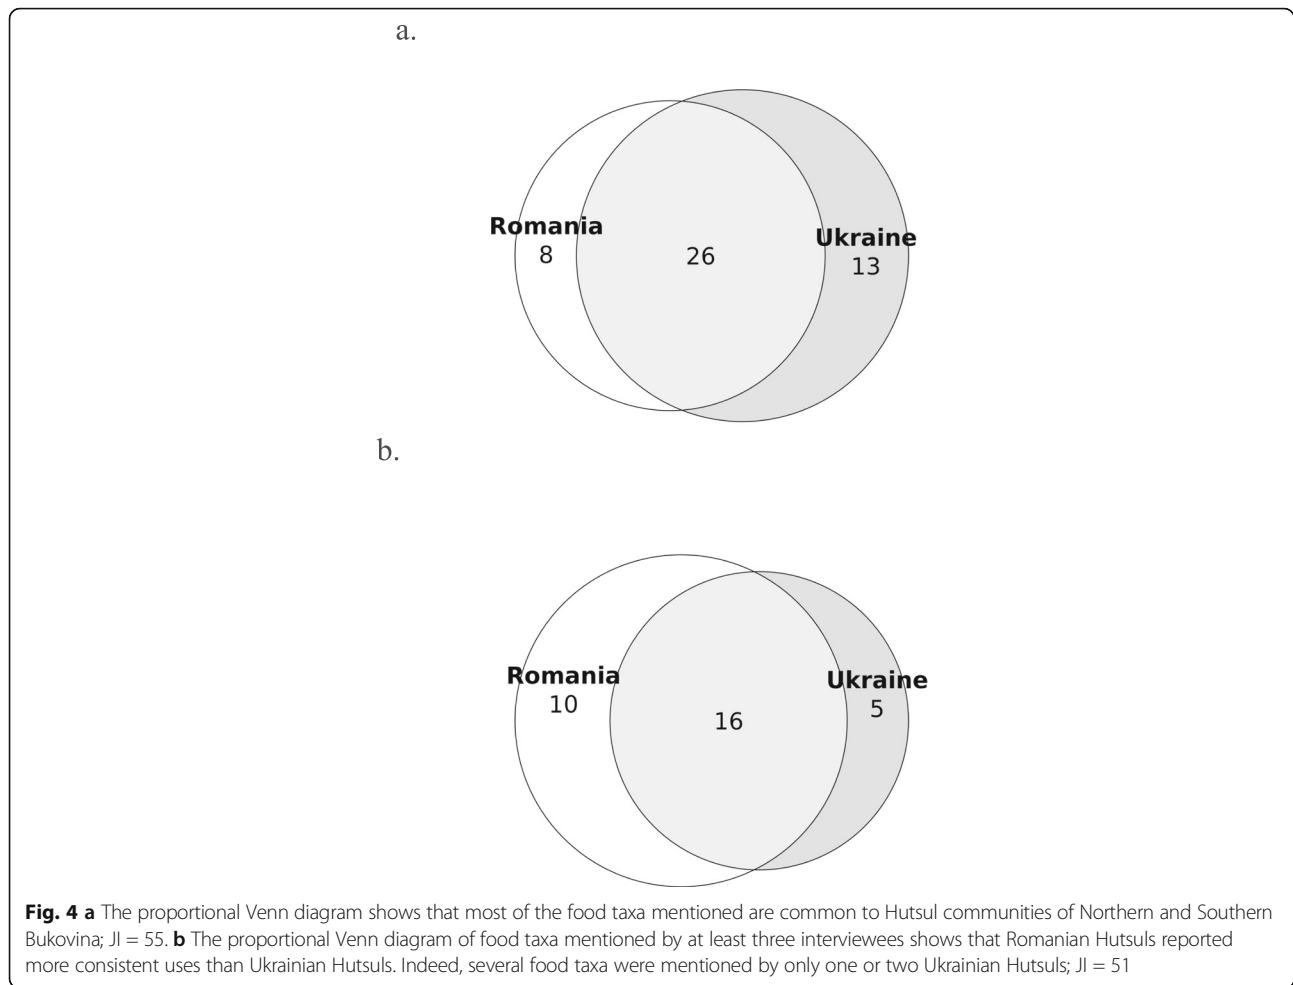 a.
Romania
8
26
Ukraine
13
b.
Romania
10
16
Ukraine
5
Fig. 4 a The proportional Venn diagram shows that most of the food taxa mentioned are common to Hutsul communities of Northern and Southern
Bukovina; JI = 55. b The proportional Venn diagram of food taxa mentioned by at least three interviewees shows that Romanian Hutsuls reported
more consistent uses than Ukrainian Hutsuls. Indeed, several food taxa were mentioned by only one or two Ukrainian Hutsuls; JI = 51